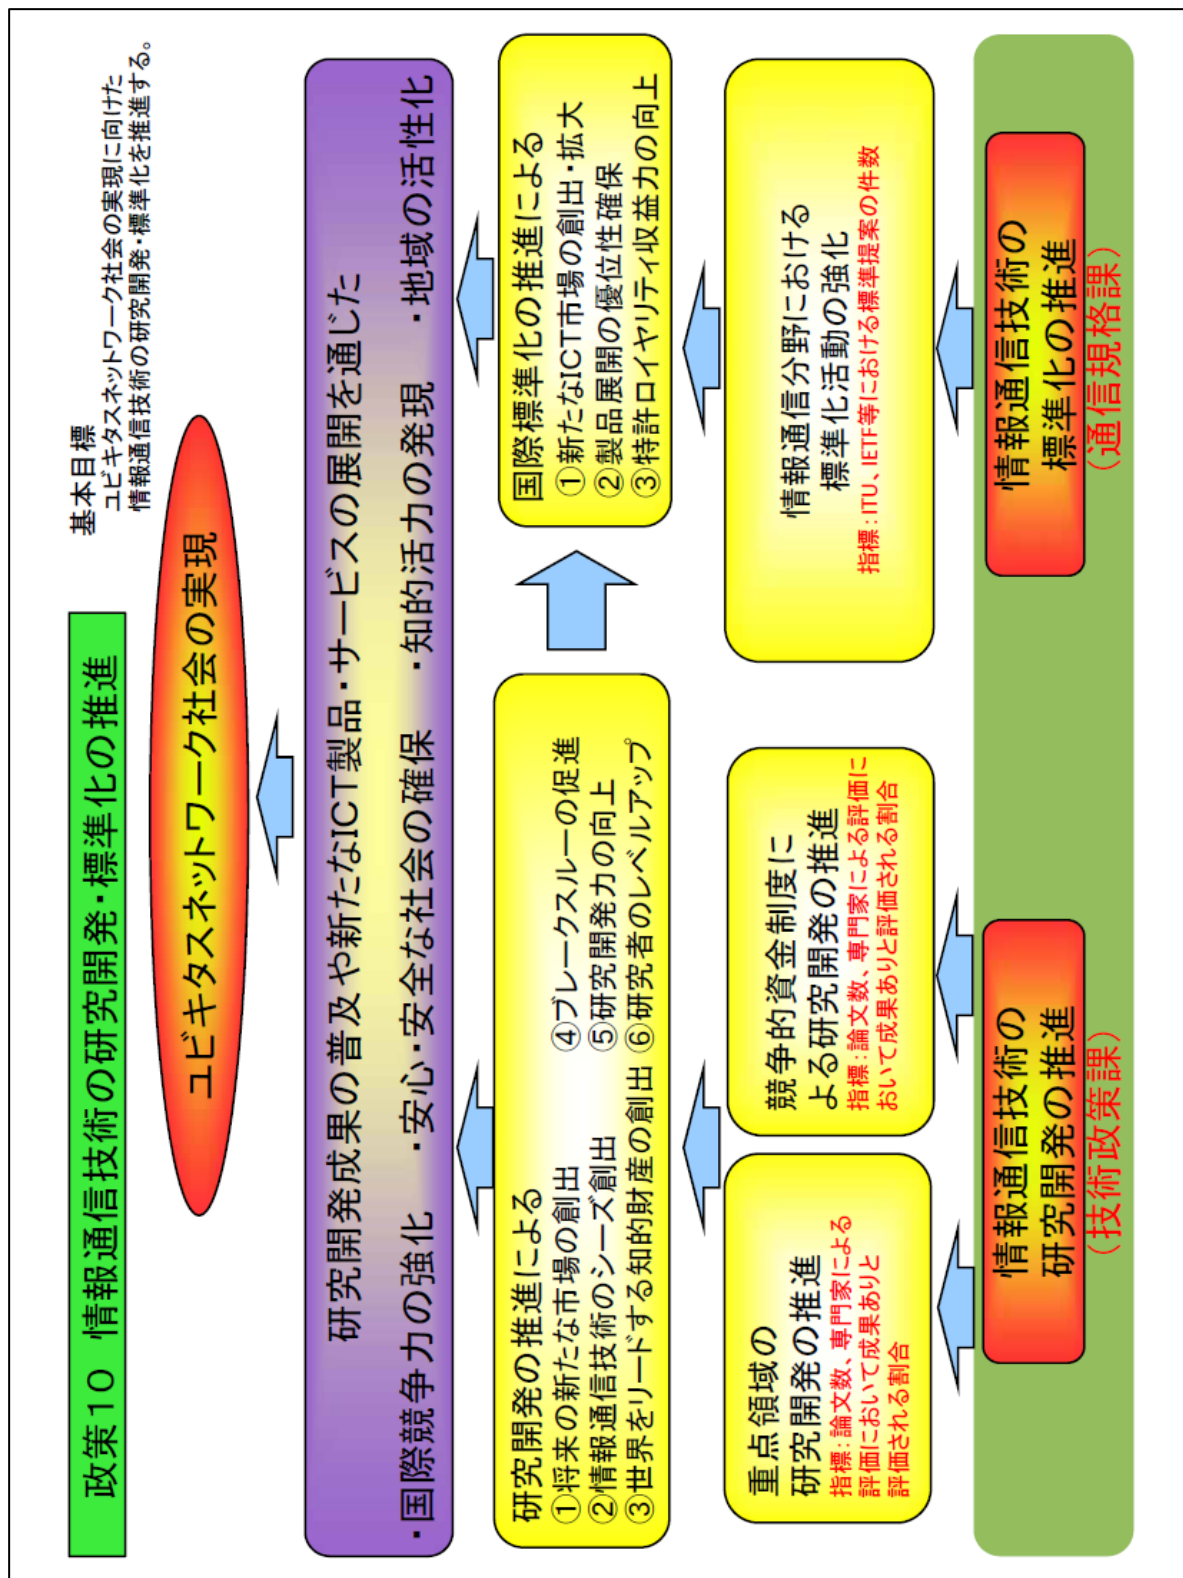 政策10 情報通信技術の研究開発・標準化の推進
基本目標
ユビキタスネットワーク社会の実現に向けた
情報通信技術の研究開発・標準化を推進する。
ユビキタスネットワーク社会の実現
研究開発成果の普及や新たなICT製品・サービスの展開を通じた
・国際競争力の強化 ・安心・安全な社会の確保 ・知的活力の発現 ・地域の活性化
研究開発の推進による
①将来の新たな市場の創出 ④ブレークスルーの促進
②情報通信技術のシーズ創出 ⑤研究開発力の向上
③世界をリードする知的財産の創出 ⑥研究者のレベルアップ
国際標準化の推進による
①新たなICT市場の創出・拡大
②製品展開の優位性確保
③特許ロイヤリティ収益力の向上
重点領域の
研究開発の推進
指標：論文数、専門家による
評価において成果ありと
評価される割合
競争的資金制度に
よる研究開発の推進
指標：論文数、専門家による評価に
おいて成果ありと評価される割合
情報通信分野における
標準化活動の強化
指標：ITU、IETF等における標準提案の件数
情報通信技術の
研究開発の推進
（技術政策課）
情報通信技術の
標準化の推進
（通信規格課）